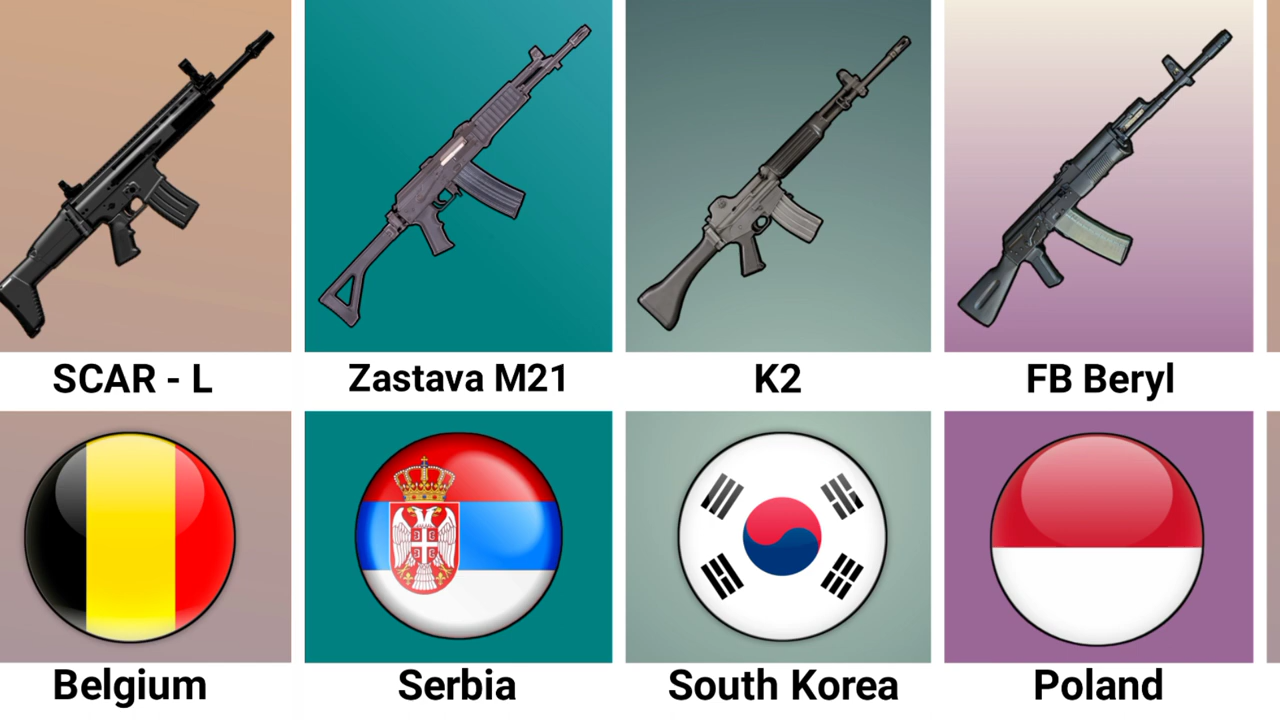 SCAR - L
Zastava M21
K2
FB Beryl
Belgium
Serbia
South Korea
Poland